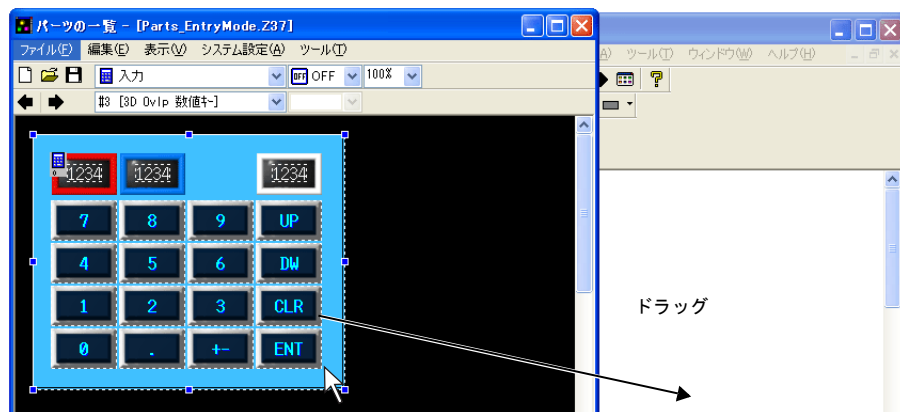 パーツの一覧 - [Parts_EntryMode.Z37]
ファイル(F) 編集(E) 表示(V) システム設定(A) ツール(T)
A) ツール(T) ウィンドウ(W) ヘルプ(H)
入力 OFF OFF 100%
#3 [3D Ovlp 数値ｷｰ]
1234 1234 1234
7 8 9 UP
4 5 6 DW
1 2 3 CLR
0 . +- ENT
ドラッグ